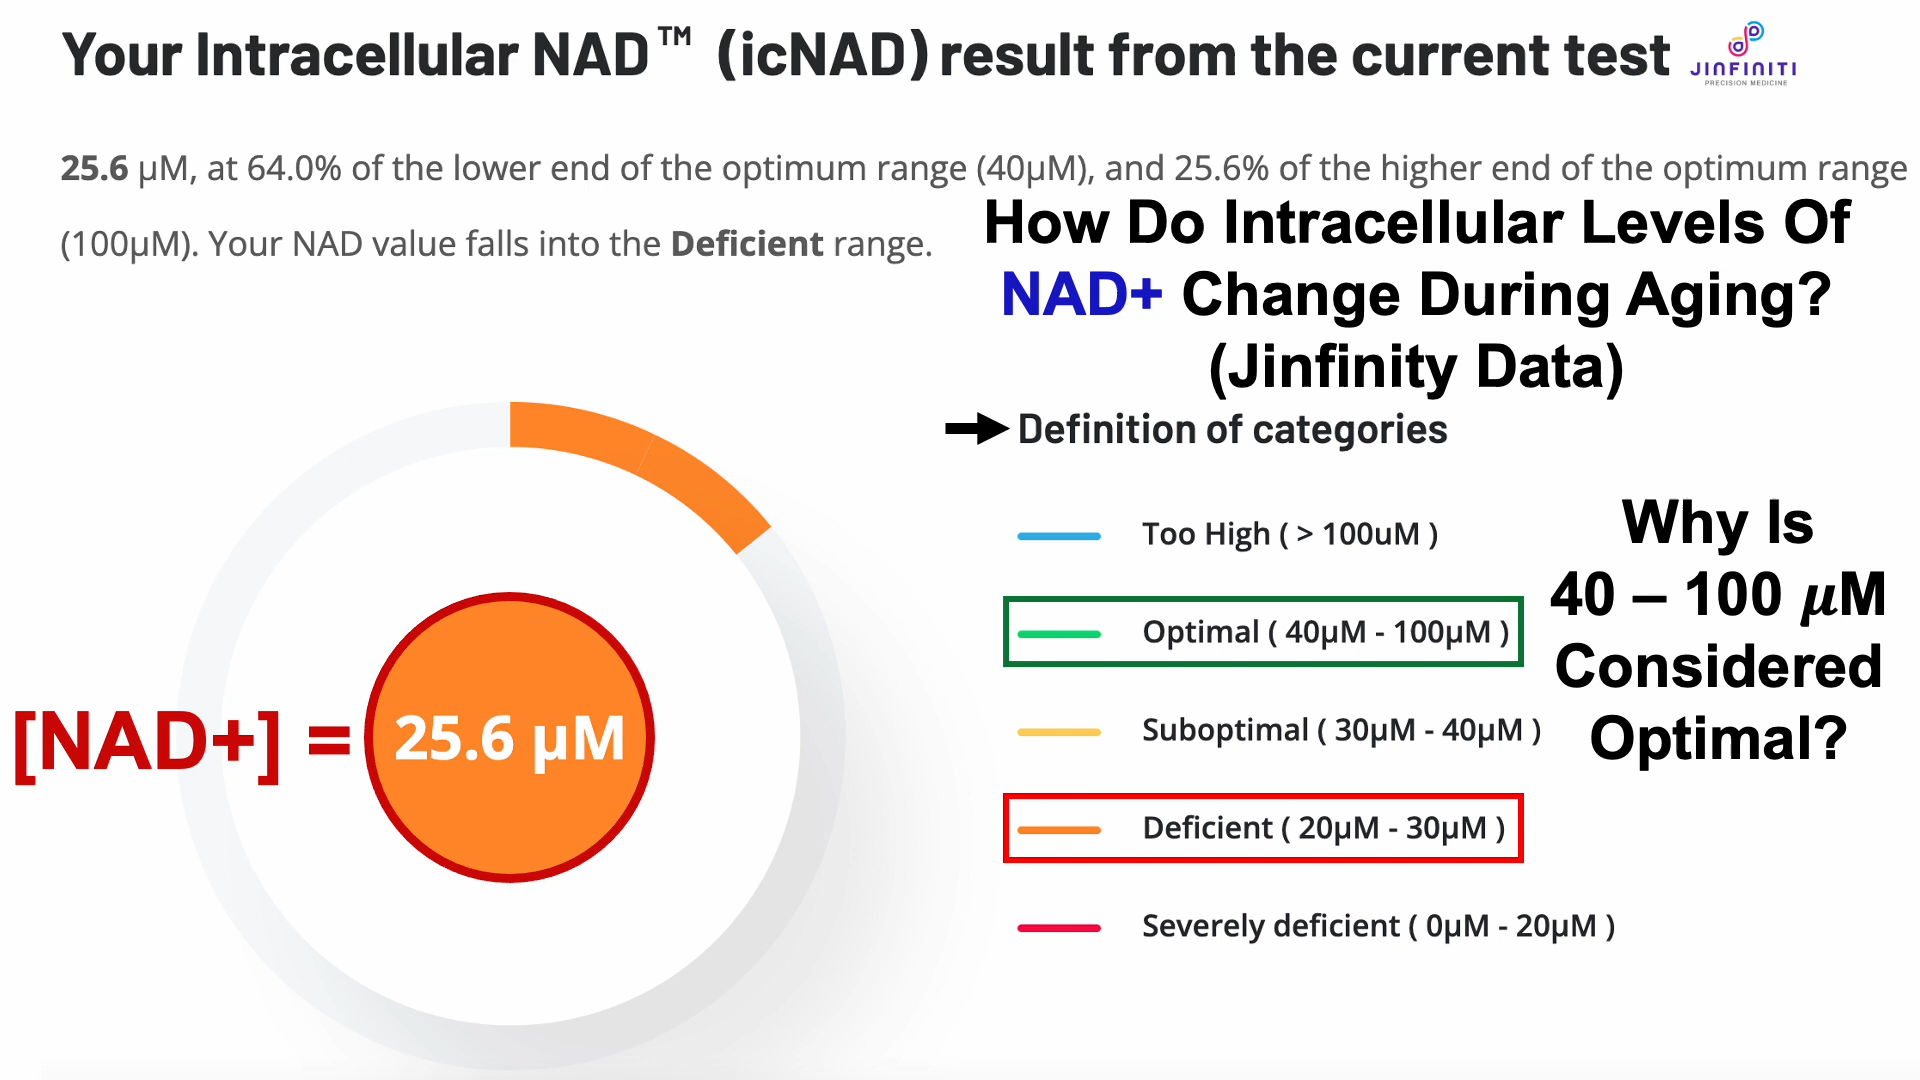 Your Intracellular NAD™ (icNAD) result from the current test
JINFINITI
PRECISION MEDICINE
25.6 µM, at 64.0% of the lower end of the optimum range (40µM), and 25.6% of the higher end of the optimum range
(100µM). Your NAD value falls into the Deficient range.
How Do Intracellular Levels Of
NAD+ Change During Aging?
(Jinfinity Data)
Definition of categories
Too High ( > 100uM )
Optimal ( 40µM - 100µM )
Suboptimal ( 30µM - 40µM )
Deficient ( 20µM - 30µM )
Severely deficient ( 0µM - 20µM )
Why Is
40 – 100 µM
Considered
Optimal?
[NAD+] =
25.6 µM